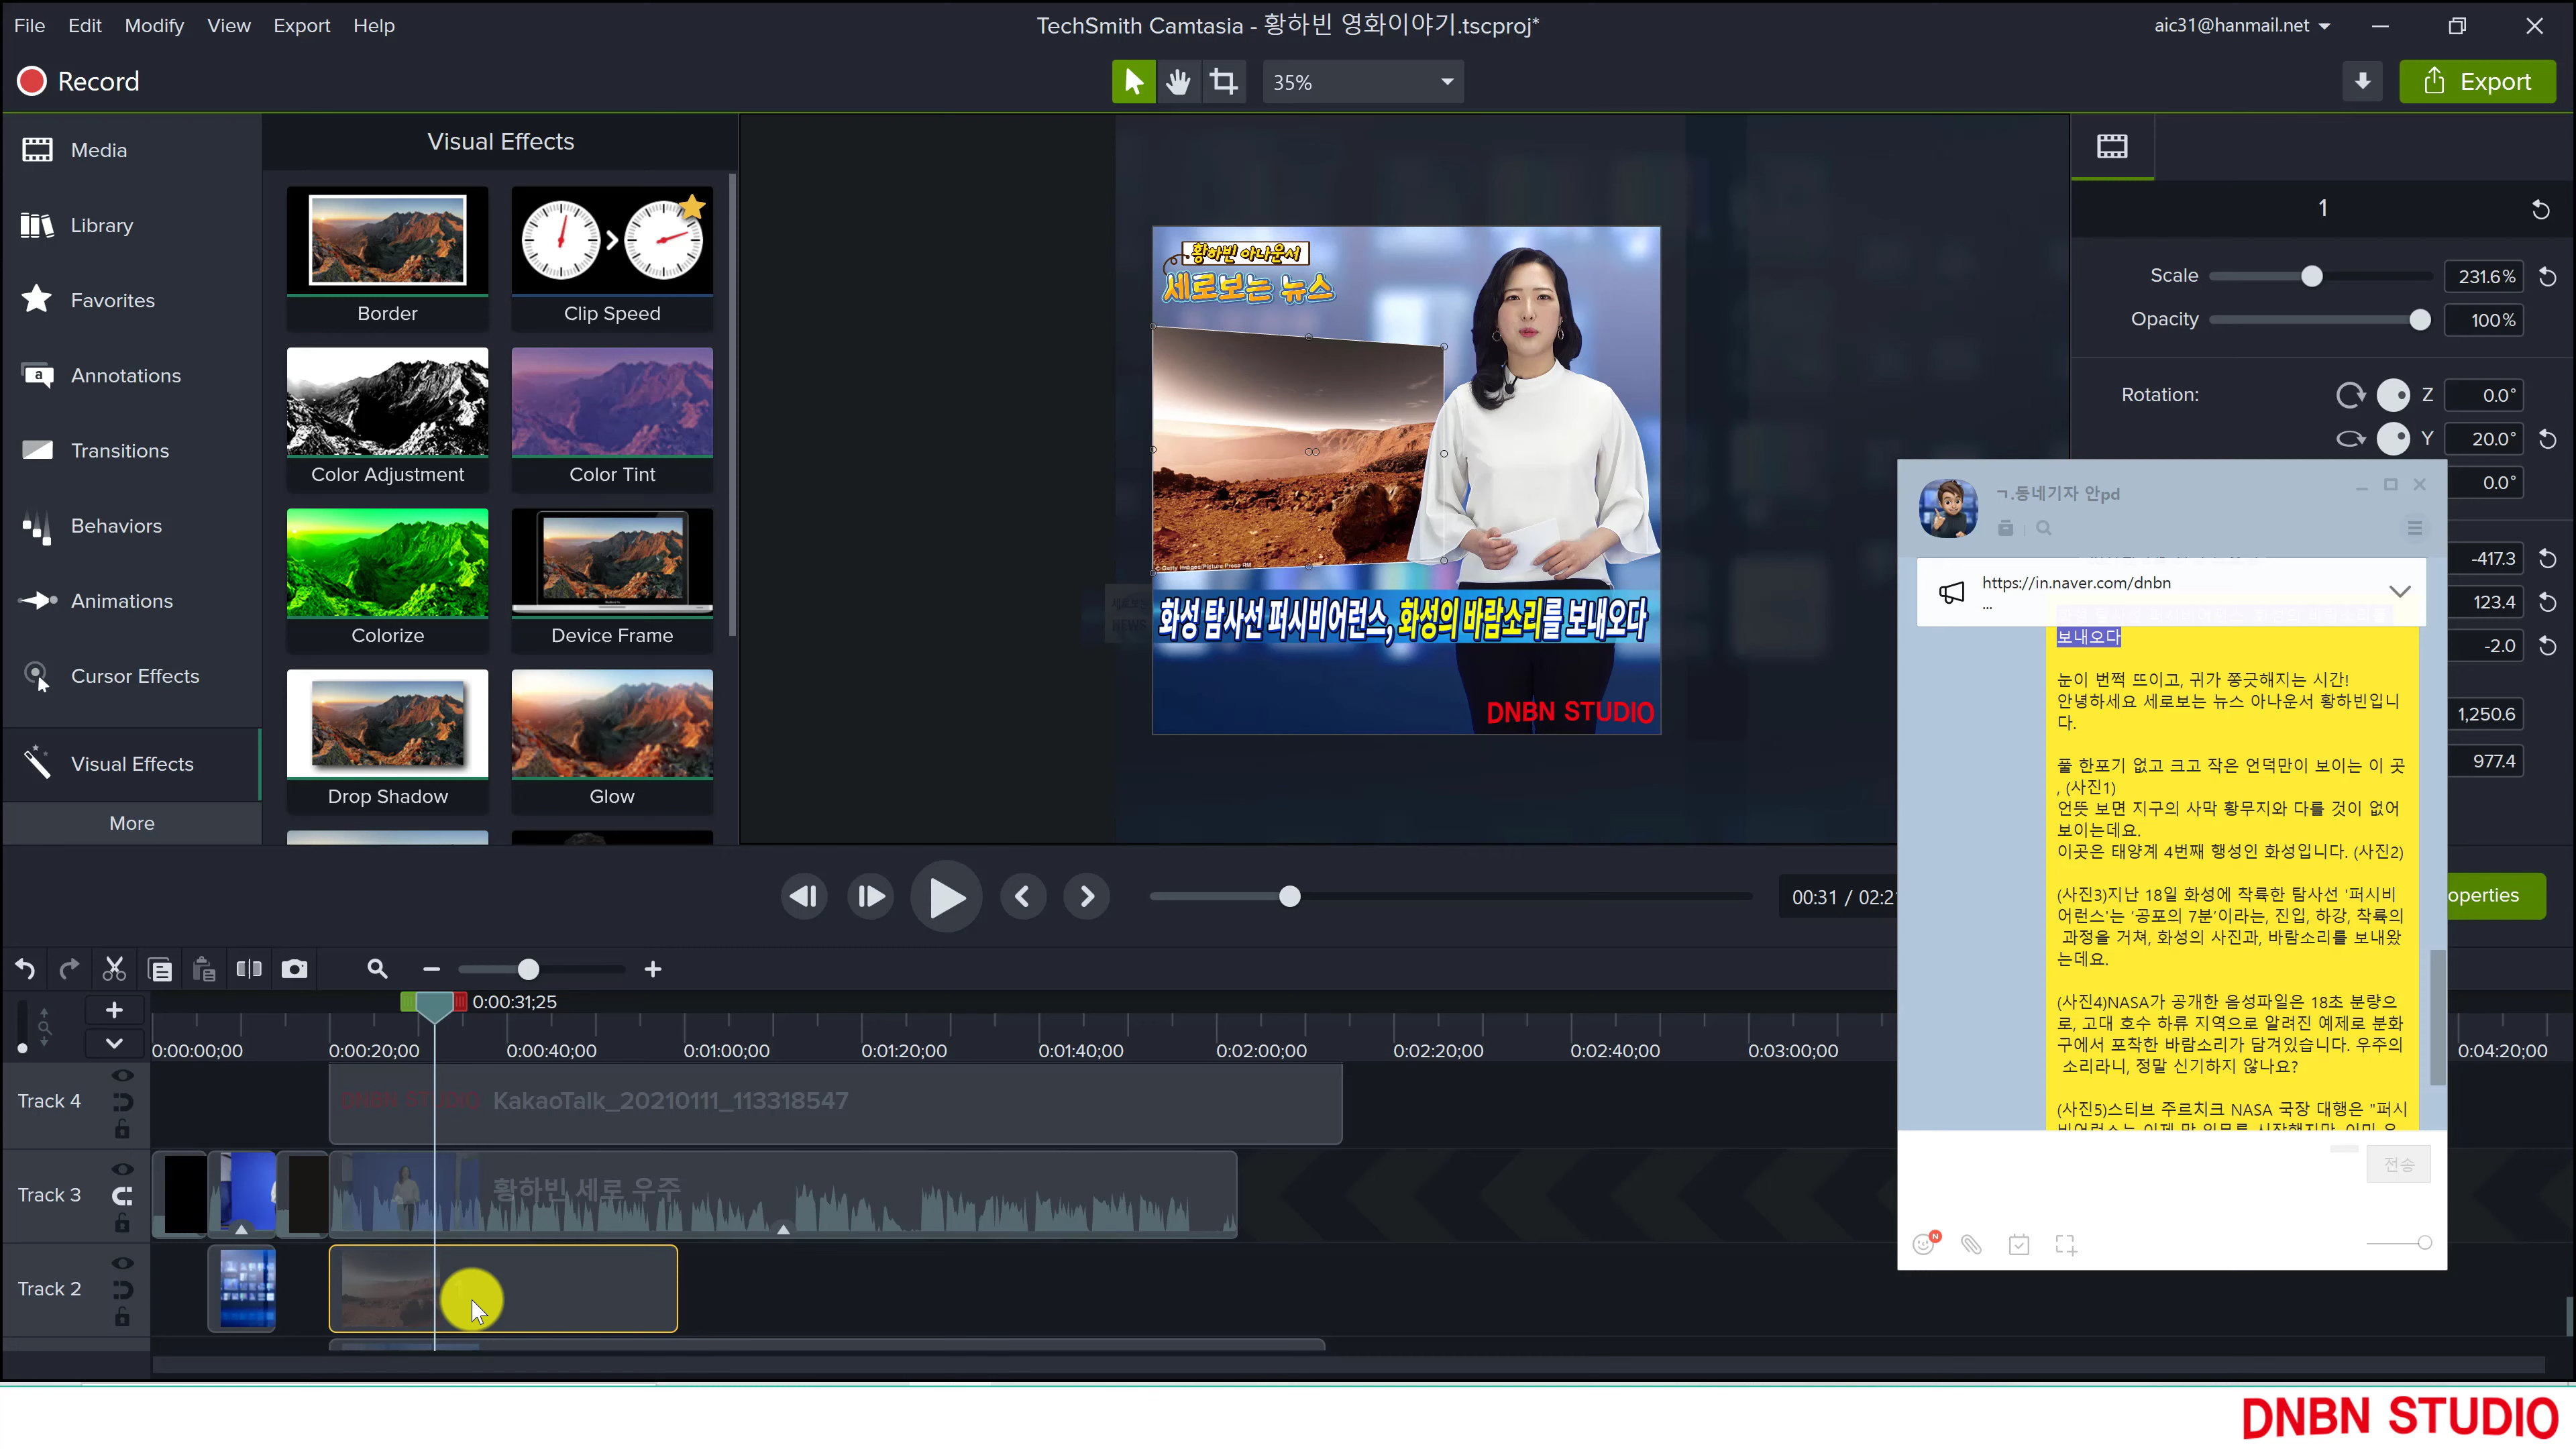 File Edit Modify View Export Help
TechSmith Camtasia - 황하빈 영화이야기.tscproj*
aic31@hanmail.net
Record
35%
Export
Media
Library
Favorites
Annotations
Transitions
Behaviors
Animations
Cursor Effects
Visual Effects
More
Visual Effects
Border
Clip Speed
Color Adjustment
Color Tint
Colorize
Device Frame
Drop Shadow
Glow
황하빈 아나운서
세로보는 뉴스
© Getty Images/Picture Press RM
NEWS
화성 탐사선 퍼시비어런스, 화성의 바람소리를 보내오다
DNBN STUDIO
1
Scale 231.6%
Opacity 100%
Rotation: Z 0.0°
Y 20.0°
0.0°
-417.3
123.4
-2.0
1,250.6
977.4
operties
ㄱ.동네기자 안pd
https://in.naver.com/dnbn
...
보내오다
눈이 번쩍 뜨이고, 귀가 쫑긋해지는 시간!
안녕하세요 세로보는 뉴스 아나운서 황하빈입니
다.
풀 한포기 없고 크고 작은 언덕만이 보이는 이 곳
, (사진1)
언뜻 보면 지구의 사막 황무지와 다를 것이 없어
보이는데요.
이곳은 태양계 4번째 행성인 화성입니다. (사진2)
(사진3)지난 18일 화성에 착륙한 탐사선 '퍼시비
어런스'는 '공포의 7분'이라는, 진입, 하강, 착륙의
과정을 거쳐, 화성의 사진과, 바람소리를 보내왔
는데요.
(사진4)NASA가 공개한 음성파일은 18초 분량으
로, 고대 호수 하류 지역으로 알려진 예제로 분화
구에서 포착한 바람소리가 담겨있습니다. 우주의
소리라니, 정말 신기하지 않나요?
(사진5)스티브 주르치크 NASA 국장 대행은 "퍼시
전송
N
00:31 / 02:2
0:00:31;25
0:00:00;00 0:00:20;00 0:00:40;00 0:01:00;00 0:01:20;00 0:01:40;00 0:02:00;00 0:02:20;00 0:02:40;00 0:03:00;00 0:04:20;00
Track 4
DNBN STUDIO KakaoTalk_20210111_113318547
Track 3
황하빈 세로 우주
Track 2
DNBN STUDIO